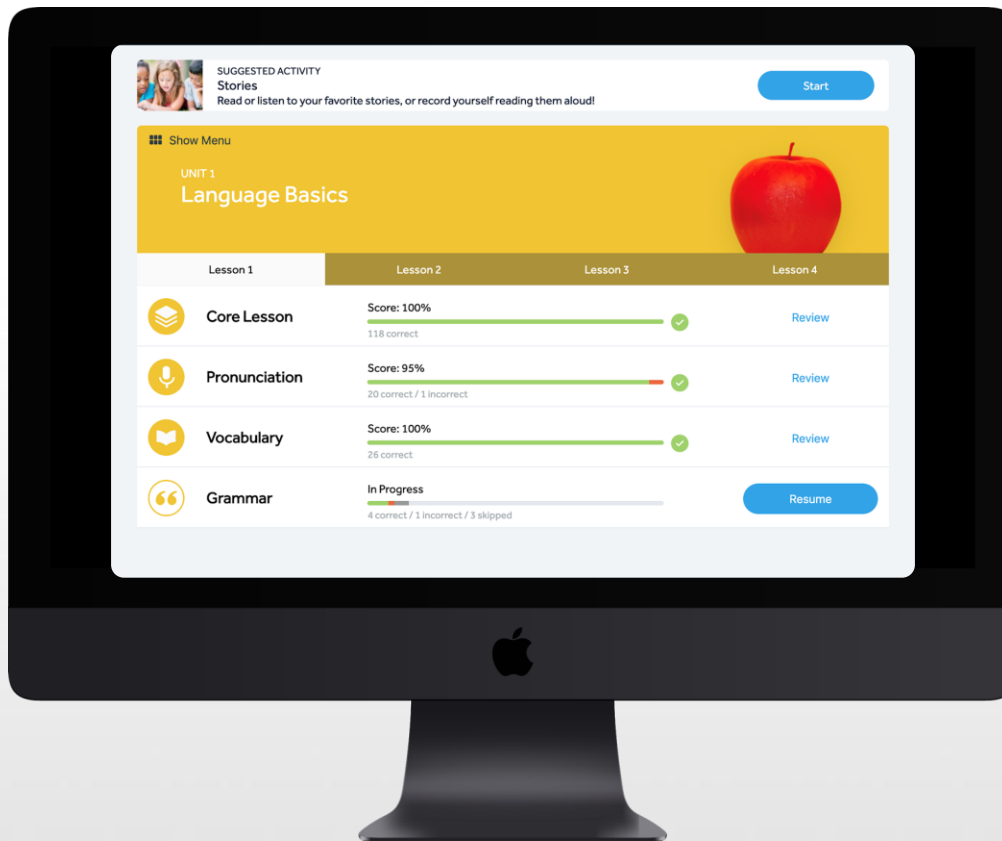 SUGGESTED ACTIVITY
Stories
Read or listen to your favorite stories, or record yourself reading them aloud!
Start
Show Menu
UNIT 1
Language Basics
Lesson 1
Lesson 2
Lesson 3
Lesson 4
Core Lesson
Score: 100%
118 correct
Review
Pronunciation
Score: 95%
20 correct / 1 incorrect
Review
Vocabulary
Score: 100%
26 correct
Review
Grammar
In Progress
4 correct / 1 incorrect / 3 skipped
Resume